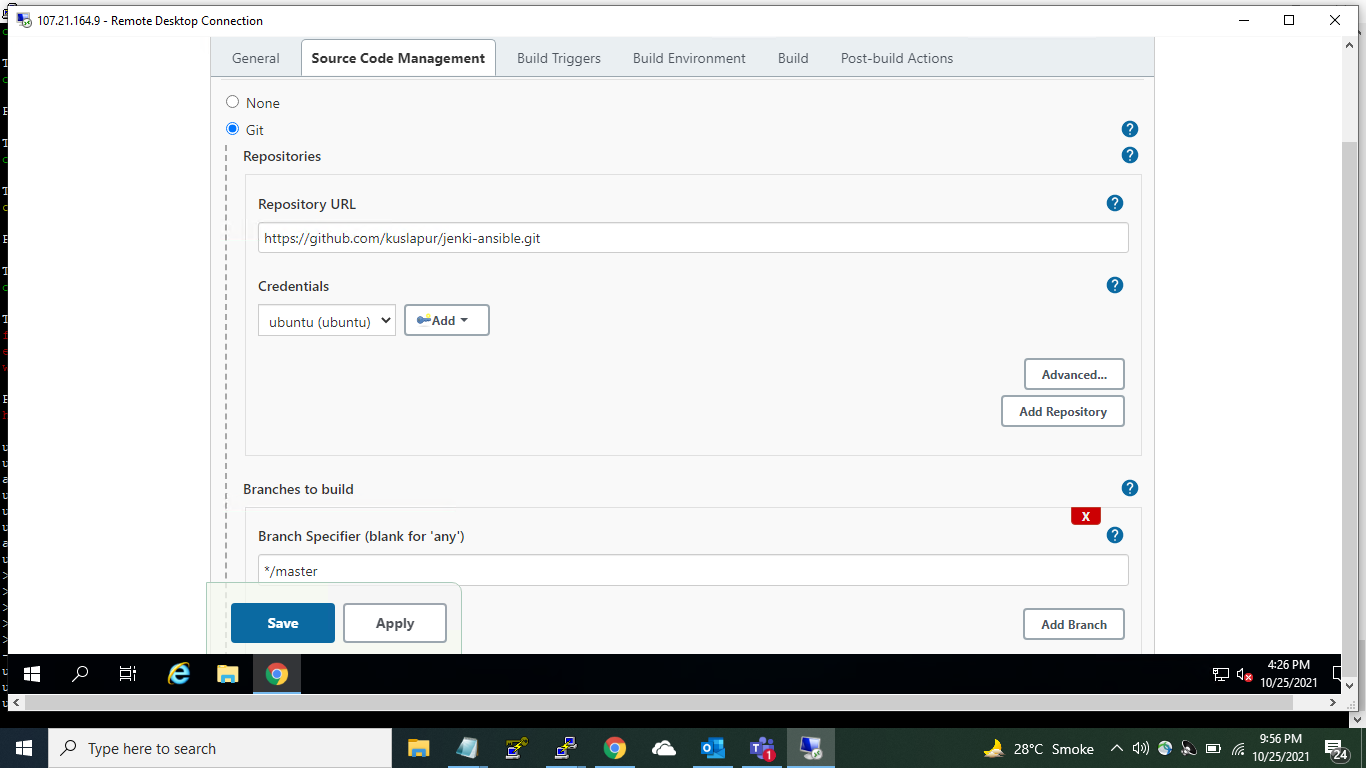 107.21.164.9 - Remote Desktop Connection
General Source Code Management Build Triggers Build Environment Build Post-build Actions
None
Git
Repositories
Repository URL
https://github.com/kuslapur/jenki-ansible.git
Credentials
ubuntu (ubuntu) Add
Advanced...
Add Repository
Branches to build
X
Branch Specifier (blank for 'any')
*/master
Save Apply Add Branch
4:26 PM
10/25/2021
Type here to search
28°C Smoke
9:56 PM
10/25/2021
24
1